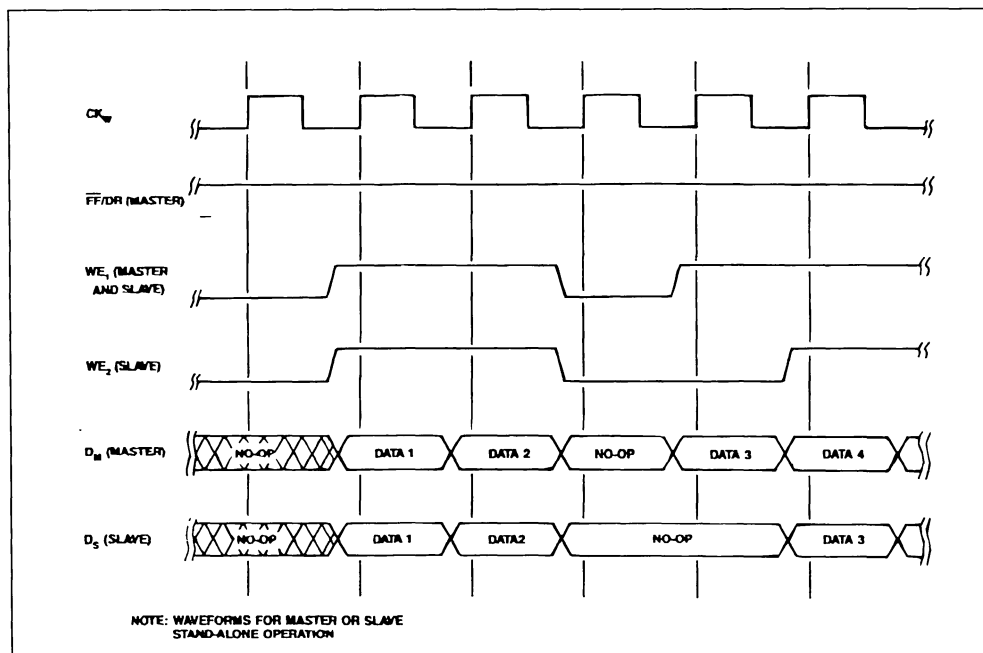 CKW
FF/DR (MASTER)
WE1 (MASTER
AND SLAVE)
WE2 (SLAVE)
DM (MASTER)
NO-OP
DATA 1
DATA 2
NO-OP
DATA 3
DATA 4
DS (SLAVE)
NO-OP
DATA 1
DATA2
NO-OP
DATA 3
NOTE: WAVEFORMS FOR MASTER OR SLAVE
STAND-ALONE OPERATION